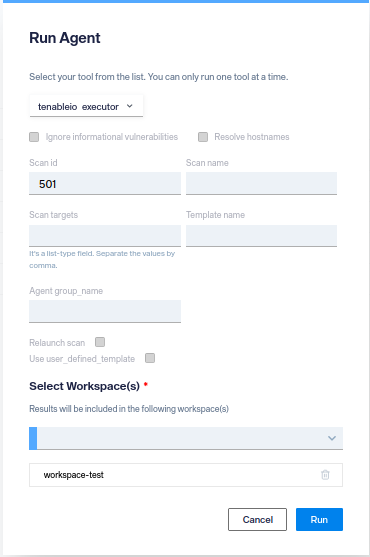 Run Agent
Select your tool from the list. You can only run one tool at a time.
tenableio executor
Ignore informational vulnerabilities Resolve hostnames
Scan id Scan name
501
Scan targets Template name
It's a list-type field. Separate the values by
comma.
Agent group_name
Relaunch scan
Use user_defined_template
Select Workspace(s) *
Results will be included in the following workspace(s)
workspace-test
Cancel Run